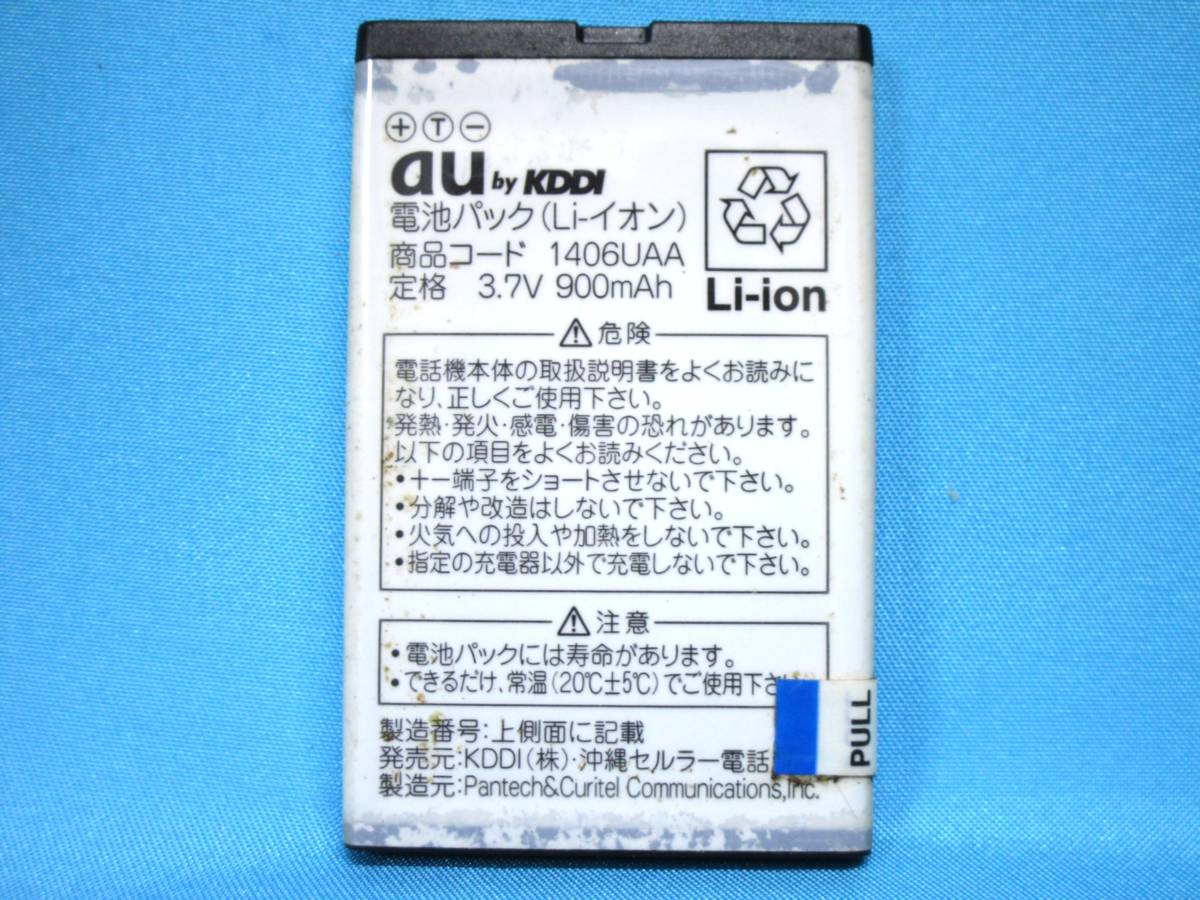 + T −
au by KDDI
電池パック(Li-イオン)
商品コード 1406UAA
定格 3.7V 900mAh
Li-ion
危険
電話機本体の取扱説明書をよくお読みに
なり、正しくご使用下さい。
発熱・発火・感電・傷害の恐れがあります。
以下の項目をよくお読みください。
・＋－端子をショートさせないで下さい。
・分解や改造はしないで下さい。
・火気への投入や加熱をしないで下さい。
・指定の充電器以外で充電しないで下さい。
注意
・電池パックには寿命があります。
・できるだけ、常温(20℃±5℃)でご使用下さい
製造番号:上側面に記載
発売元:KDDI(株)・沖縄セルラー電話
製造元:Pantech&Curitel Communications,Inc.
PULL